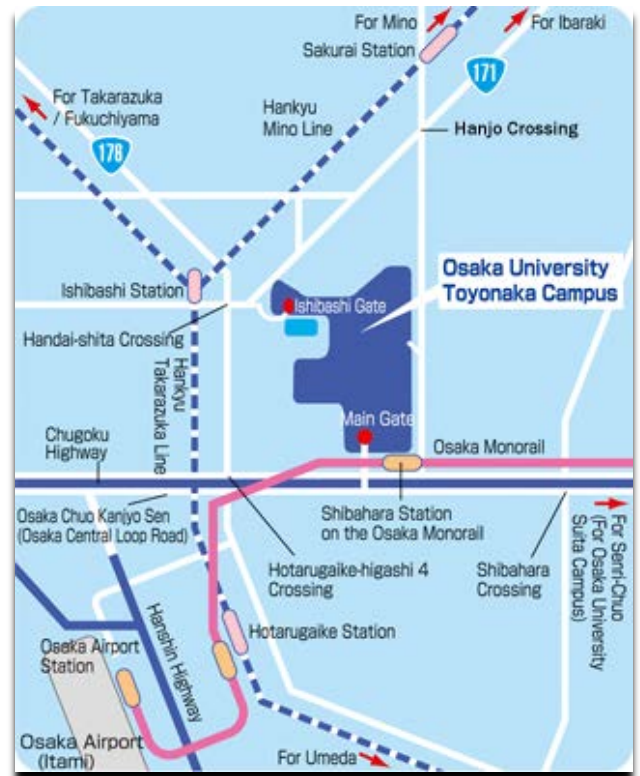 For Mino
For Ibaraki
Sakurai Station
171
For Takarazuka
/ Fukuchiyama
Hankyu
Mino Line
Hanjo Crossing
178
Osaka University
Toyonaka Campus
Ishibashi Station
Ishibashi Gate
Handai-shita Crossing
Hankyu
Takarazuka Line
Main Gate
Chugoku
Highway
Osaka Monorail
Osaka Chuo Kanjyo Sen
(Osaka Central Loop Road)
Shibahara Station
on the Osaka Monorail
For Senri-Chuo
(For Osaka University
Suita Campus)
Hotarugaike-higashi 4
Crossing
Shibahara
Crossing
Hanshin Highway
Hotarugaike Station
Osaka Airport
Station
Osaka Airport
(Itami)
For Umeda